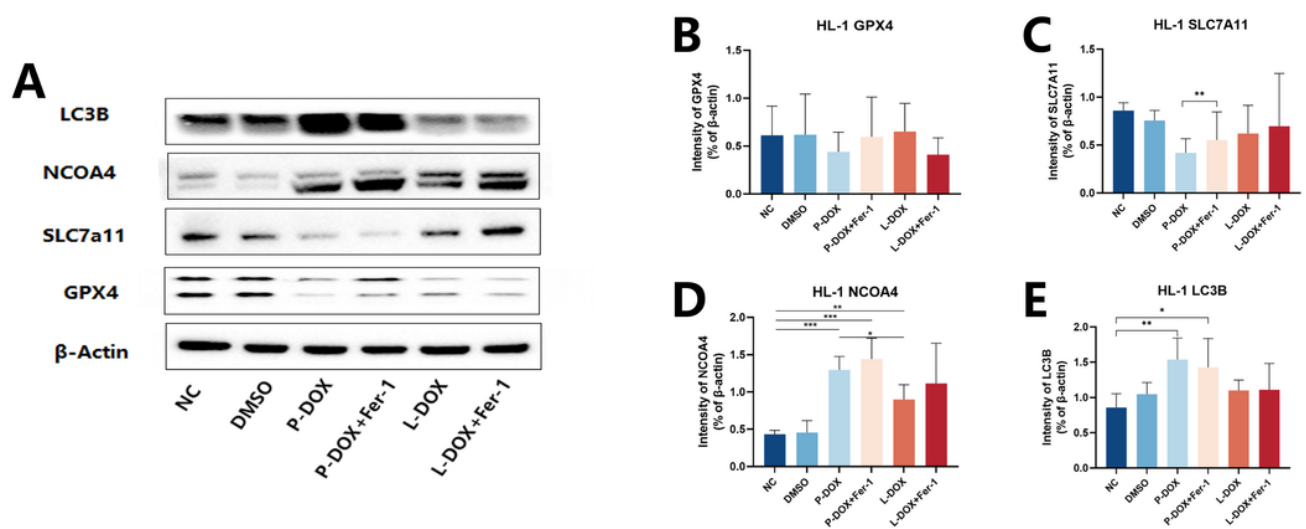 A
LC3B
NCOA4
SLC7a11
GPX4
β-Actin
NC
DMSO
P-DOX
P-DOX+Fer-1
L-DOX
L-DOX+Fer-1
B
HL-1 GPX4
Intensity of GPX4
(% of β-actin)
1.5
1.0
0.5
0.0
NC
DMSO
P-DOX
P-DOX+Fer-1
L-DOX
L-DOX+Fer-1
C
HL-1 SLC7A11
Intensity of SLC7A11
(% of β-actin)
1.5
1.0
0.5
0.0
**
NC
DMSO
P-DOX
P-DOX+Fer-1
L-DOX
L-DOX+Fer-1
D
HL-1 NCOA4
Intensity of NCOA4
(% of β-actin)
2.0
1.5
1.0
0.5
0.0
**
***
***
*
NC
DMSO
P-DOX
P-DOX+Fer-1
L-DOX
L-DOX+Fer-1
E
HL-1 LC3B
Intensity of LC3B
(% of β-actin)
2.0
1.5
1.0
0.5
0.0
*
**
NC
DMSO
P-DOX
P-DOX+Fer-1
L-DOX
L-DOX+Fer-1